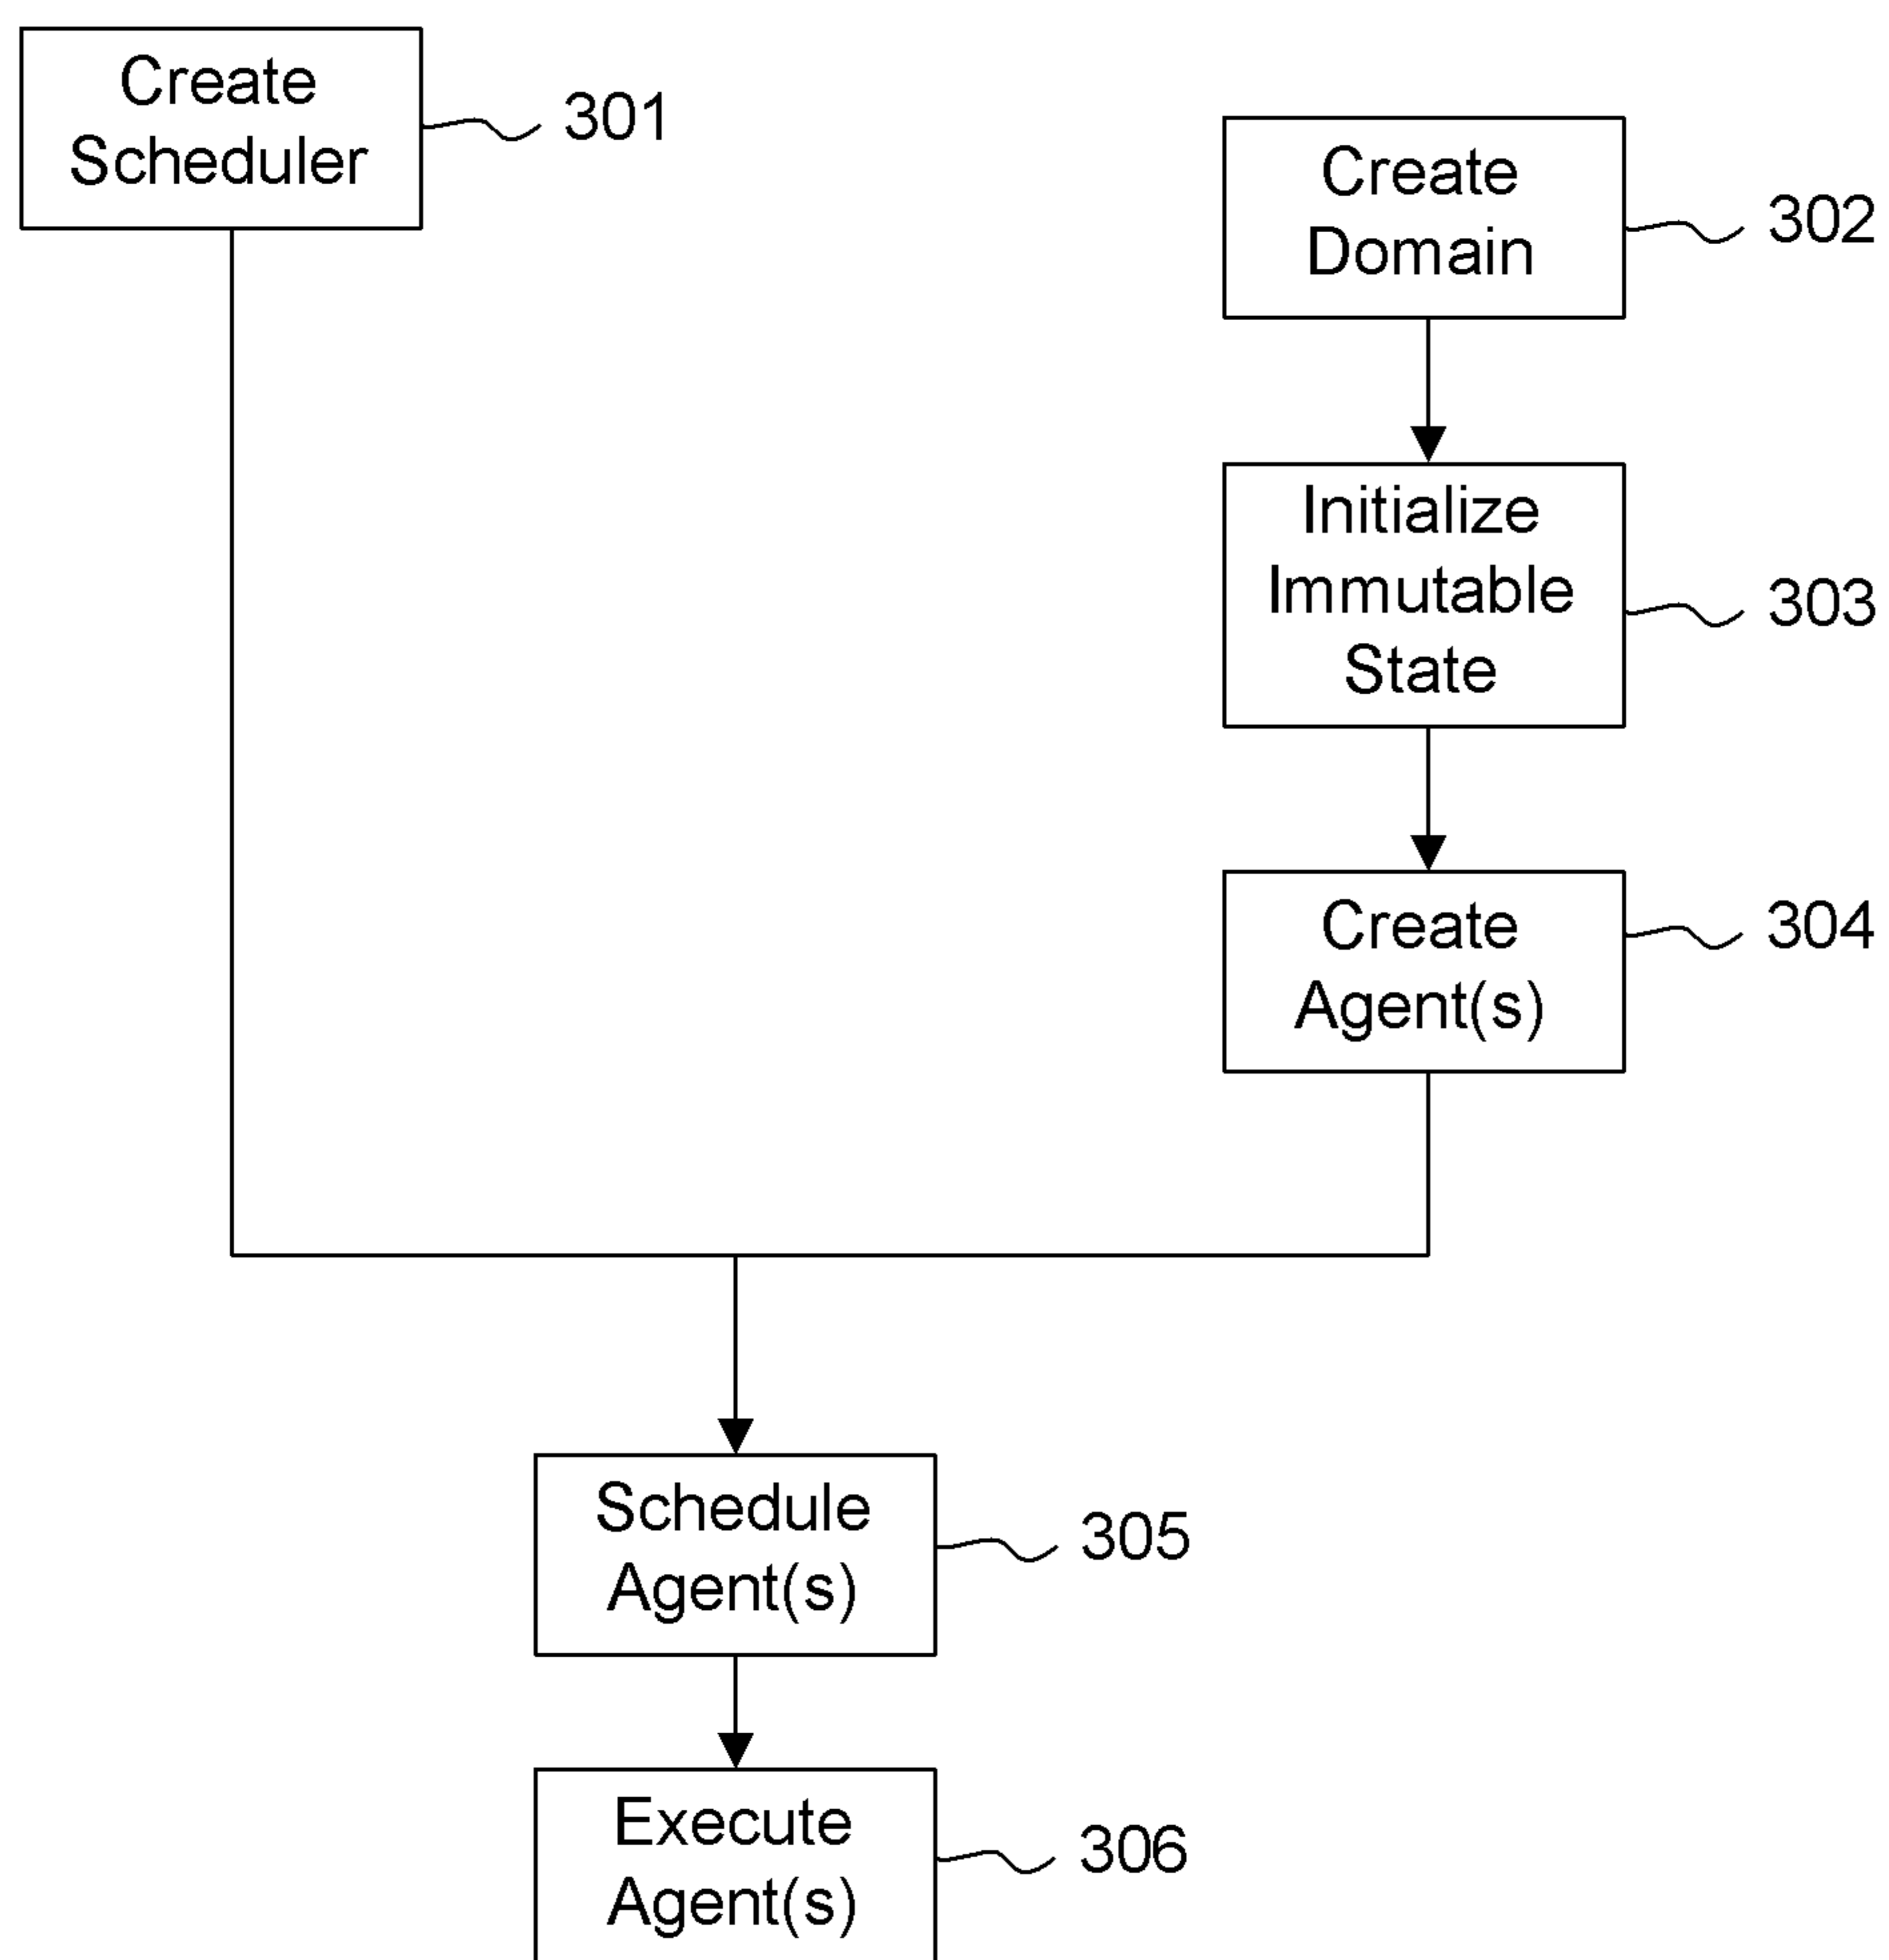 Create
Scheduler
301
Create
Domain
302
Initialize
Immutable
State
303
Create
Agent(s)
304
Schedule
Agent(s)
305
Execute
Agent(s)
306